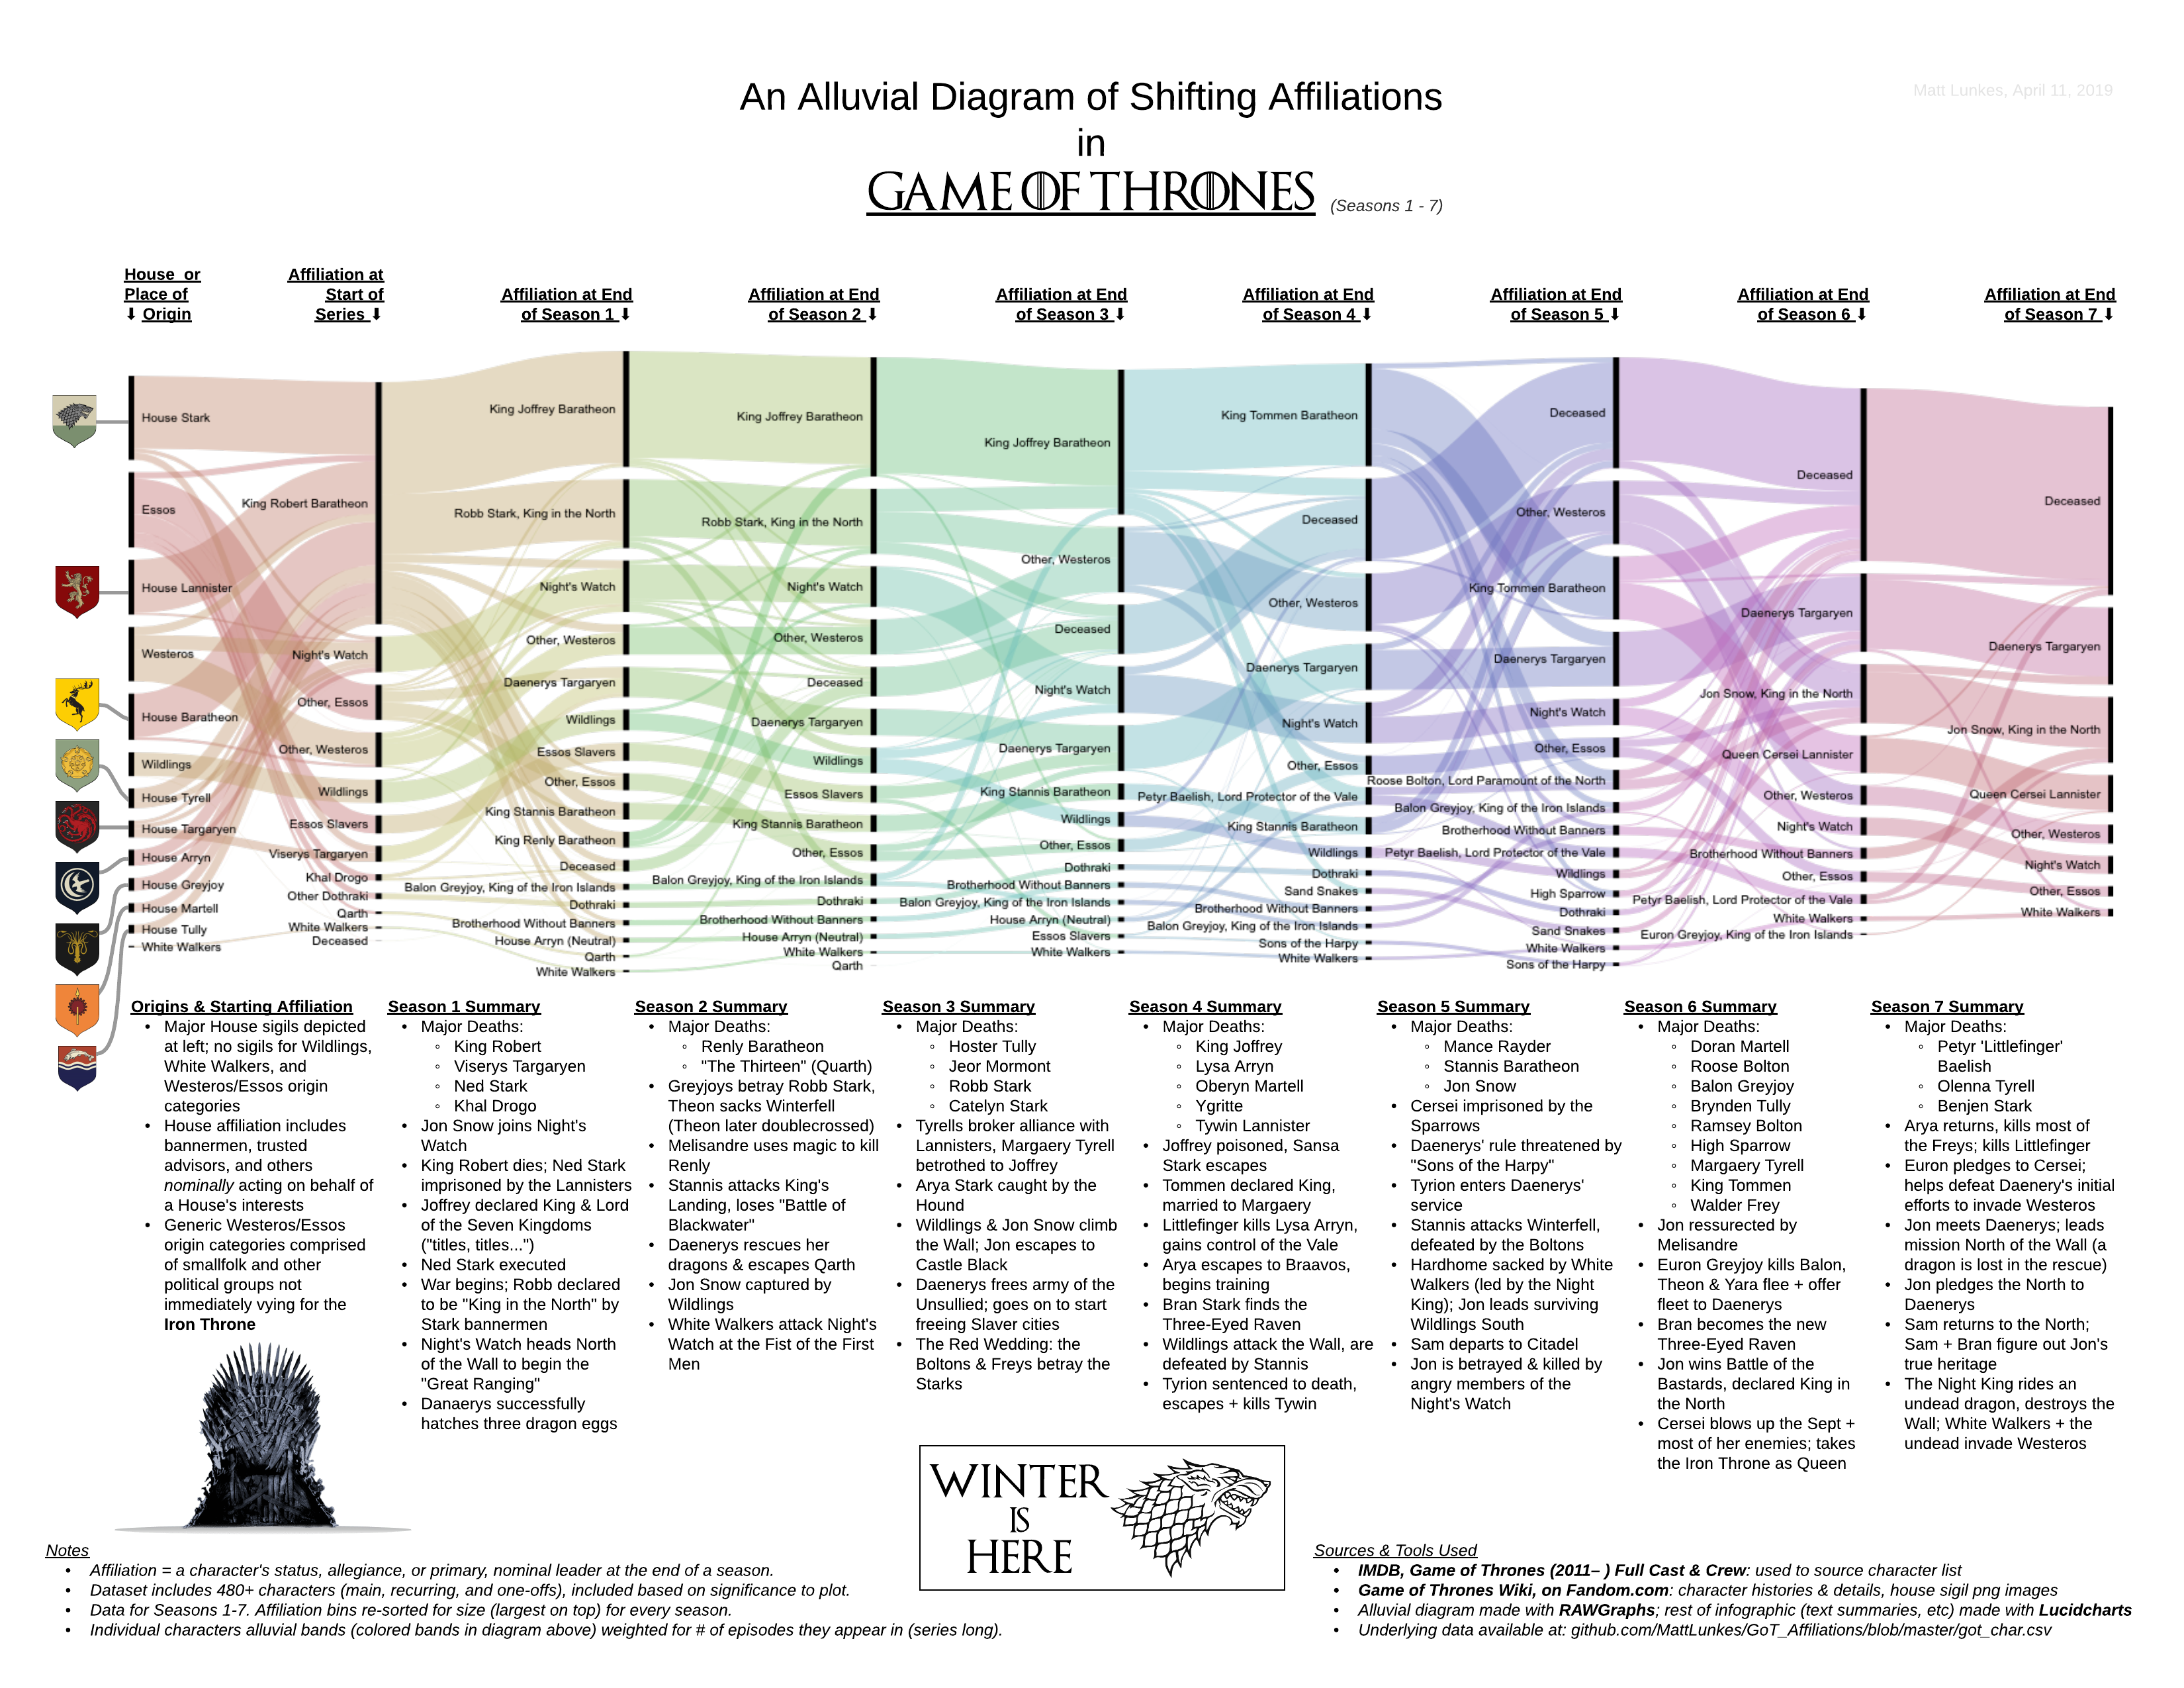 An Alluvial Diagram of Shifting Affiliations
in
GAME OF THRONES (Seasons 1 - 7)
Matt Lunkes, April 11, 2019
House or
Place of
⬇ Origin
Affiliation at
Start of
Series ⬇
Affiliation at End
of Season 1 ⬇
Affiliation at End
of Season 2 ⬇
Affiliation at End
of Season 3 ⬇
Affiliation at End
of Season 4 ⬇
Affiliation at End
of Season 5 ⬇
Affiliation at End
of Season 6 ⬇
Affiliation at End
of Season 7 ⬇
House Stark
Essos
House Lannister
Westeros
House Baratheon
Wildlings
House Tyrell
House Targaryen
House Arryn
House Greyjoy
House Martell
House Tully
White Walkers
King Robert Baratheon
Night's Watch
Other, Essos
Other, Westeros
Wildlings
Essos Slavers
Viserys Targaryen
Khal Drogo
Other Dothraki
Qarth
White Walkers
Deceased
King Joffrey Baratheon
Robb Stark, King in the North
Night's Watch
Other, Westeros
Daenerys Targaryen
Wildlings
Essos Slavers
Other, Essos
King Stannis Baratheon
King Renly Baratheon
Deceased
Balon Greyjoy, King of the Iron Islands
Dothraki
Brotherhood Without Banners
House Arryn (Neutral)
Qarth
White Walkers
King Joffrey Baratheon
Robb Stark, King in the North
Night's Watch
Other, Westeros
Deceased
Daenerys Targaryen
Wildlings
Essos Slavers
King Stannis Baratheon
Other, Essos
Balon Greyjoy, King of the Iron Islands
Dothraki
Brotherhood Without Banners
House Arryn (Neutral)
White Walkers
Qarth
King Joffrey Baratheon
Other, Westeros
Deceased
Night's Watch
Daenerys Targaryen
King Stannis Baratheon
Wildlings
Other, Essos
Dothraki
Brotherhood Without Banners
Balon Greyjoy, King of the Iron Islands
House Arryn (Neutral)
Essos Slavers
White Walkers
King Tommen Baratheon
Deceased
Other, Westeros
Daenerys Targaryen
Night's Watch
Other, Essos
Petyr Baelish, Lord Protector of the Vale
King Stannis Baratheon
Wildlings
Dothraki
Sand Snakes
Brotherhood Without Banners
Balon Greyjoy, King of the Iron Islands
Sons of the Harpy
White Walkers
Deceased
Other, Westeros
King Tommen Baratheon
Daenerys Targaryen
Night's Watch
Other, Essos
Roose Bolton, Lord Paramount of the North
Balon Greyjoy, King of the Iron Islands
Brotherhood Without Banners
Petyr Baelish, Lord Protector of the Vale
Wildlings
High Sparrow
Dothraki
Sand Snakes
White Walkers
Sons of the Harpy
Deceased
Daenerys Targaryen
Jon Snow, King in the North
Queen Cersei Lannister
Other, Westeros
Night's Watch
Brotherhood Without Banners
Other, Essos
Petyr Baelish, Lord Protector of the Vale
White Walkers
Euron Greyjoy, King of the Iron Islands
Deceased
Daenerys Targaryen
Jon Snow, King in the North
Queen Cersei Lannister
Other, Westeros
Night's Watch
Other, Essos
White Walkers
Origins & Starting Affiliation
• Major House sigils depicted
at left; no sigils for Wildlings,
White Walkers, and
Westeros/Essos origin
categories
• House affiliation includes
bannermen, trusted
advisors, and others
nominally acting on behalf of
a House's interests
• Generic Westeros/Essos
origin categories comprised
of smallfolk and other
political groups not
immediately vying for the
Iron Throne
Season 1 Summary
• Major Deaths:
◦ King Robert
◦ Viserys Targaryen
◦ Ned Stark
◦ Khal Drogo
• Jon Snow joins Night's
Watch
• King Robert dies; Ned Stark
imprisoned by the Lannisters
• Joffrey declared King & Lord
of the Seven Kingdoms
("titles, titles...")
• Ned Stark executed
• War begins; Robb declared
to be "King in the North" by
Stark bannermen
• Night's Watch heads North
of the Wall to begin the
"Great Ranging"
• Danaerys successfully
hatches three dragon eggs
Season 2 Summary
• Major Deaths:
◦ Renly Baratheon
◦ "The Thirteen" (Quarth)
• Greyjoys betray Robb Stark,
Theon sacks Winterfell
(Theon later doublecrossed)
• Melisandre uses magic to kill
Renly
• Stannis attacks King's
Landing, loses "Battle of
Blackwater"
• Daenerys rescues her
dragons & escapes Qarth
• Jon Snow captured by
Wildlings
• White Walkers attack Night's
Watch at the Fist of the First
Men
Season 3 Summary
• Major Deaths:
◦ Hoster Tully
◦ Jeor Mormont
◦ Robb Stark
◦ Catelyn Stark
• Tyrells broker alliance with
Lannisters, Margaery Tyrell
betrothed to Joffrey
• Arya Stark caught by the
Hound
• Wildlings & Jon Snow climb
the Wall; Jon escapes to
Castle Black
• Daenerys frees army of the
Unsullied; goes on to start
freeing Slaver cities
• The Red Wedding: the
Boltons & Freys betray the
Starks
Season 4 Summary
• Major Deaths:
◦ King Joffrey
◦ Lysa Arryn
◦ Oberyn Martell
◦ Ygritte
◦ Tywin Lannister
• Joffrey poisoned, Sansa
Stark escapes
• Tommen declared King,
married to Margaery
• Littlefinger kills Lysa Arryn,
gains control of the Vale
• Arya escapes to Braavos,
begins training
• Bran Stark finds the
Three-Eyed Raven
• Wildlings attack the Wall, are
defeated by Stannis
• Tyrion sentenced to death,
escapes + kills Tywin
Season 5 Summary
• Major Deaths:
◦ Mance Rayder
◦ Stannis Baratheon
◦ Jon Snow
• Cersei imprisoned by the
Sparrows
• Daenerys' rule threatened by
"Sons of the Harpy"
• Tyrion enters Daenerys'
service
• Stannis attacks Winterfell,
defeated by the Boltons
• Hardhome sacked by White
Walkers (led by the Night
King); Jon leads surviving
Wildlings South
• Sam departs to Citadel
• Jon is betrayed & killed by
angry members of the
Night's Watch
Season 6 Summary
• Major Deaths:
◦ Doran Martell
◦ Roose Bolton
◦ Balon Greyjoy
◦ Brynden Tully
◦ Ramsey Bolton
◦ High Sparrow
◦ Margaery Tyrell
◦ King Tommen
◦ Walder Frey
• Jon ressurected by
Melisandre
• Euron Greyjoy kills Balon,
Theon & Yara flee + offer
fleet to Daenerys
• Bran becomes the new
Three-Eyed Raven
• Jon wins Battle of the
Bastards, declared King in
the North
• Cersei blows up the Sept +
most of her enemies; takes
the Iron Throne as Queen
Season 7 Summary
• Major Deaths:
◦ Petyr 'Littlefinger'
Baelish
◦ Olenna Tyrell
◦ Benjen Stark
• Arya returns, kills most of
the Freys; kills Littlefinger
• Euron pledges to Cersei;
helps defeat Daenery's initial
efforts to invade Westeros
• Jon meets Daenerys; leads
mission North of the Wall (a
dragon is lost in the rescue)
• Jon pledges the North to
Daenerys
• Sam returns to the North;
Sam + Bran figure out Jon's
true heritage
• The Night King rides an
undead dragon, destroys the
Wall; White Walkers + the
undead invade Westeros
WINTER
IS
HERE
Notes
• Affiliation = a character's status, allegiance, or primary, nominal leader at the end of a season.
• Dataset includes 480+ characters (main, recurring, and one-offs), included based on significance to plot.
• Data for Seasons 1-7. Affiliation bins re-sorted for size (largest on top) for every season.
• Individual characters alluvial bands (colored bands in diagram above) weighted for # of episodes they appear in (series long).
Sources & Tools Used
• IMDB, Game of Thrones (2011– ) Full Cast & Crew: used to source character list
• Game of Thrones Wiki, on Fandom.com: character histories & details, house sigil png images
• Alluvial diagram made with RAWGraphs; rest of infographic (text summaries, etc) made with Lucidcharts
• Underlying data available at: github.com/MattLunkes/GoT_Affiliations/blob/master/got_char.csv